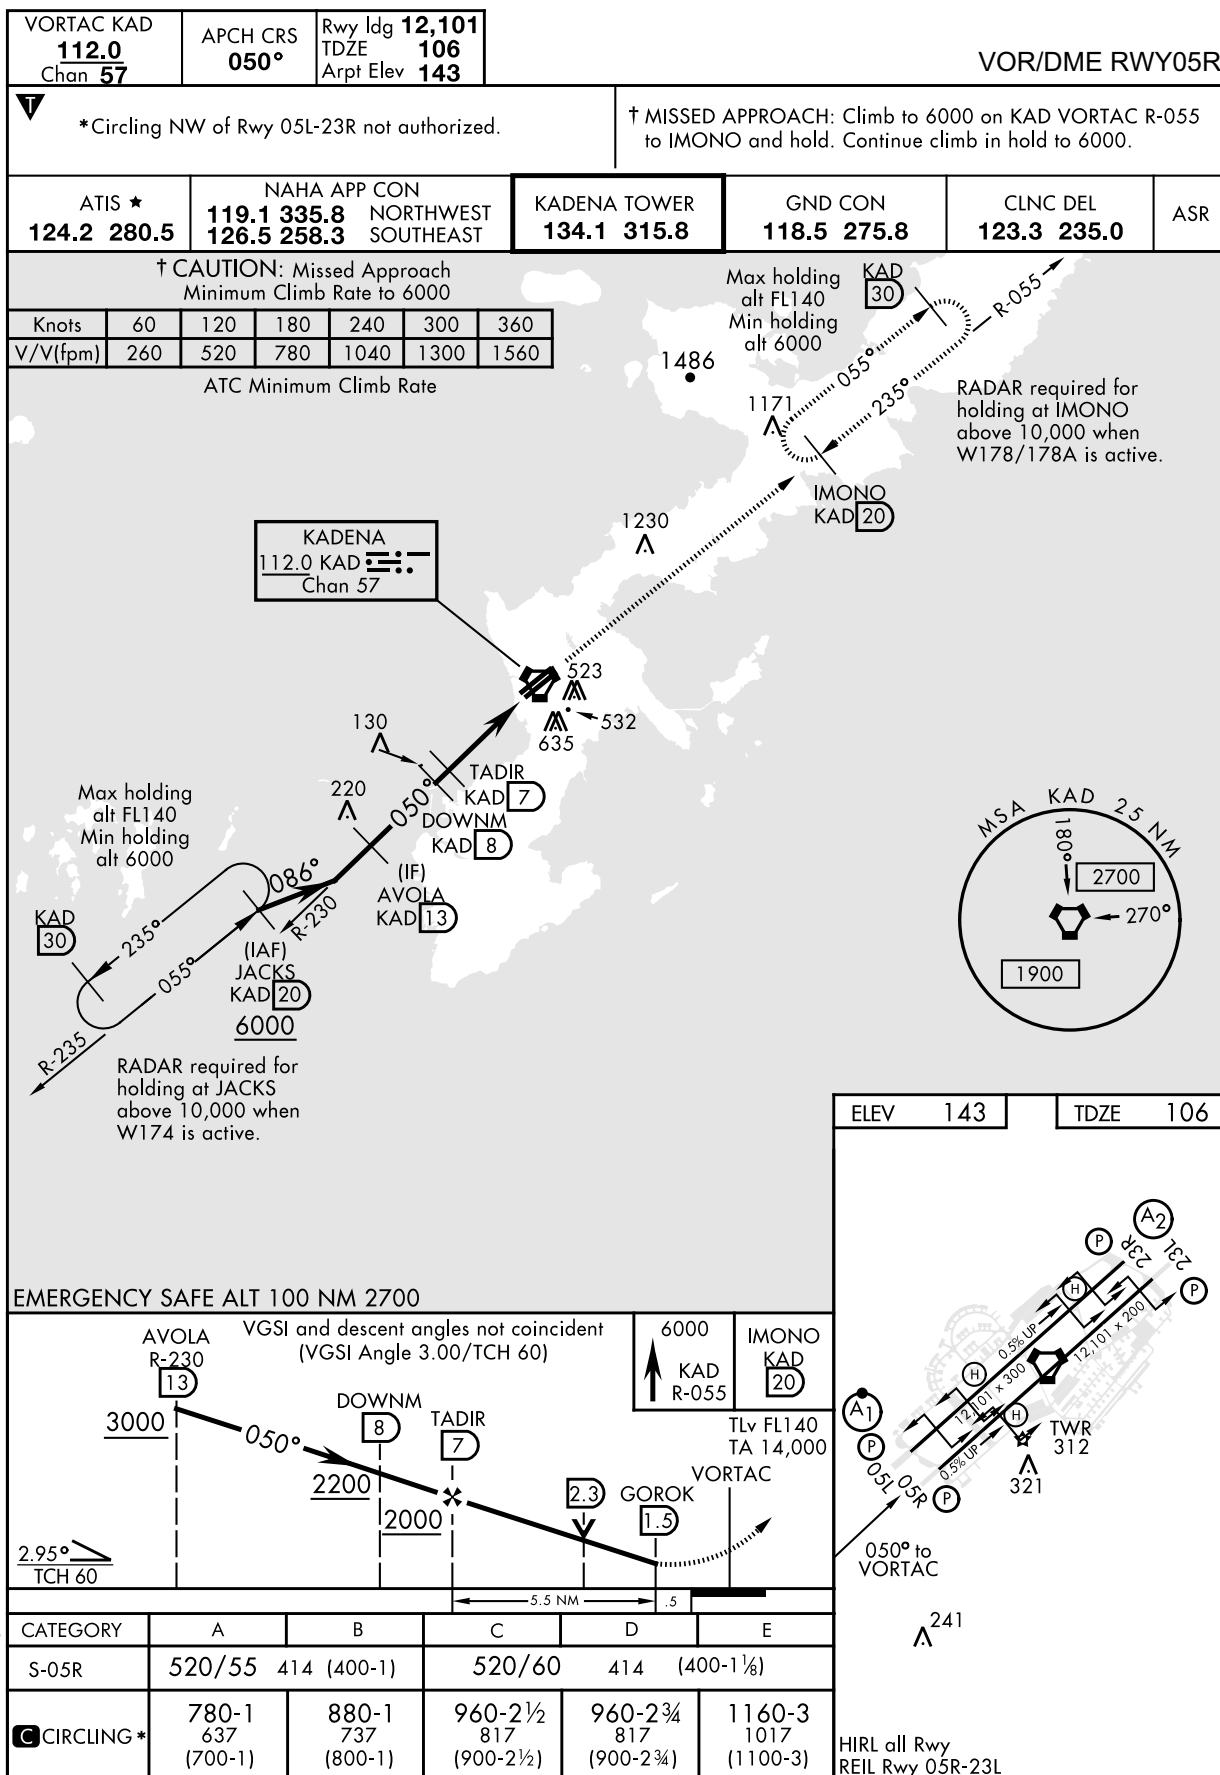 VORTAC KAD
112.0
Chan 57
APCH CRS
050°
Rwy ldg 12,101
TDZE 106
Arpt Elev 143
VOR/DME RWY05R
T
*Circling NW of Rwy 05L-23R not authorized.
† MISSED APPROACH: Climb to 6000 on KAD VORTAC R-055
to IMONO and hold. Continue climb in hold to 6000.
ATIS ★
124.2 280.5
NAHA APP CON
119.1 335.8 NORTHWEST
126.5 258.3 SOUTHEAST
KADENA TOWER
134.1 315.8
GND CON
118.5 275.8
CLNC DEL
123.3 235.0
ASR
† CAUTION: Missed Approach
Minimum Climb Rate to 6000
Knots 60 120 180 240 300 360
V/V(fpm) 260 520 780 1040 1300 1560
ATC Minimum Climb Rate
Max holding
alt FL140
Min holding
alt 6000
KAD
30
R-055
055°
235°
1486
1171
RADAR required for
holding at IMONO
above 10,000 when
W178/178A is active.
IMONO
KAD 20
1230
KADENA
112.0 KAD
Chan 57
523
532
635
130
TADIR
KAD 7
220
050°
DOWNM
KAD 8
Max holding
alt FL140
Min holding
alt 6000
086°
(IF)
AVOLA
KAD 13
R-230
KAD
30
235°
055°
(IAF)
JACKS
KAD 20
6000
R-235
RADAR required for
holding at JACKS
above 10,000 when
W174 is active.
MSA KAD 25 NM
180°
2700
270°
1900
ELEV 143
TDZE 106
A2
P
23R
23L
P
H
0.5% UP
12,101 x 200
H
12,101 x 300
A1
H
TWR
312
P
0.5% UP
321
05L
05R
P
050° to
VORTAC
241
HIRL all Rwy
REIL Rwy 05R-23L
EMERGENCY SAFE ALT 100 NM 2700
AVOLA
R-230
13
VGSI and descent angles not coincident
(VGSI Angle 3.00/TCH 60)
6000
KAD
R-055
IMONO
KAD
20
DOWNM
8
TADIR
7
3000
050°
TLv FL140
TA 14,000
VORTAC
2200
2000
2.3
GOROK
1.5
2.95°
TCH 60
5.5 NM
.5
CATEGORY A B C D E
S-05R 520/55 414 (400-1) 520/60 414 (400-1⅛)
C CIRCLING * 780-1 880-1 960-2½ 960-2¾ 1160-3
637 737 817 817 1017
(700-1) (800-1) (900-2½) (900-2¾) (1100-3)